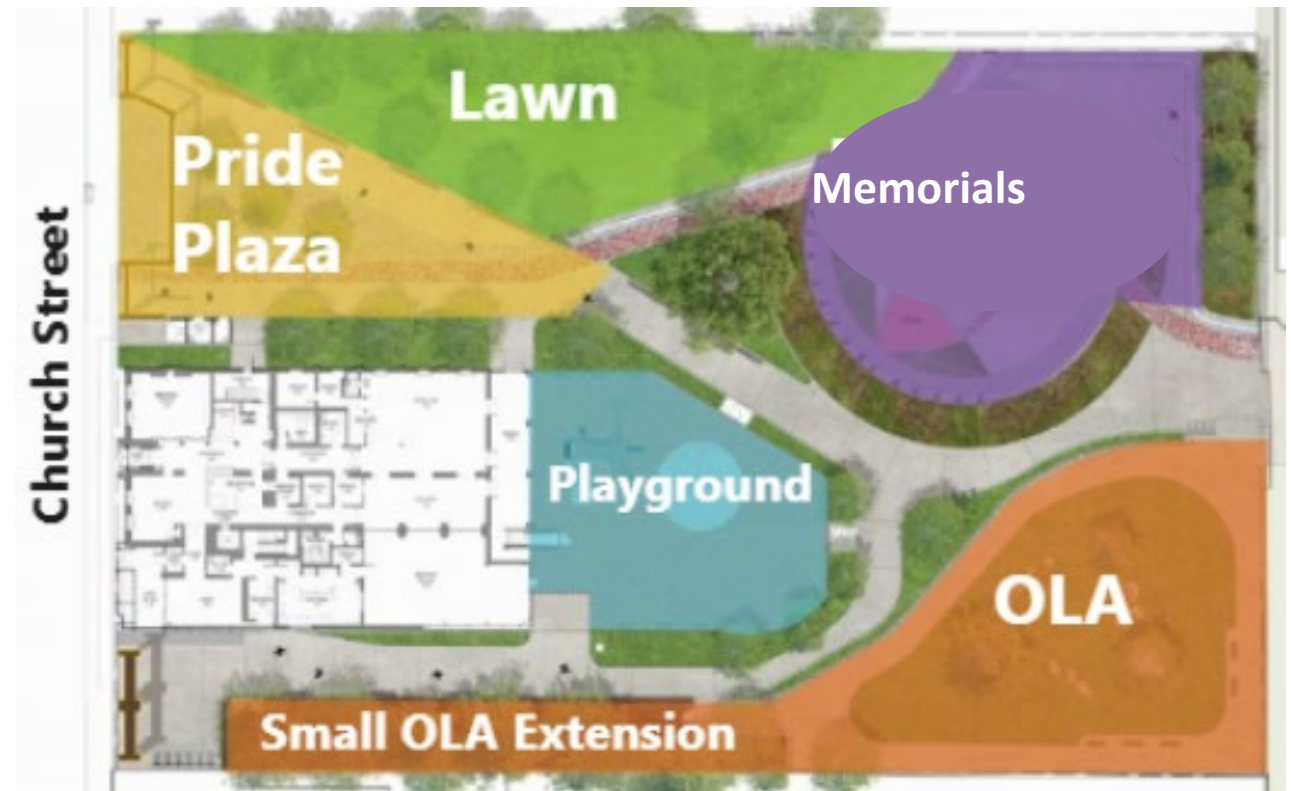 Lawn
Pride
Plaza
Memorials
Church Street
Playground
OLA
Small OLA Extension